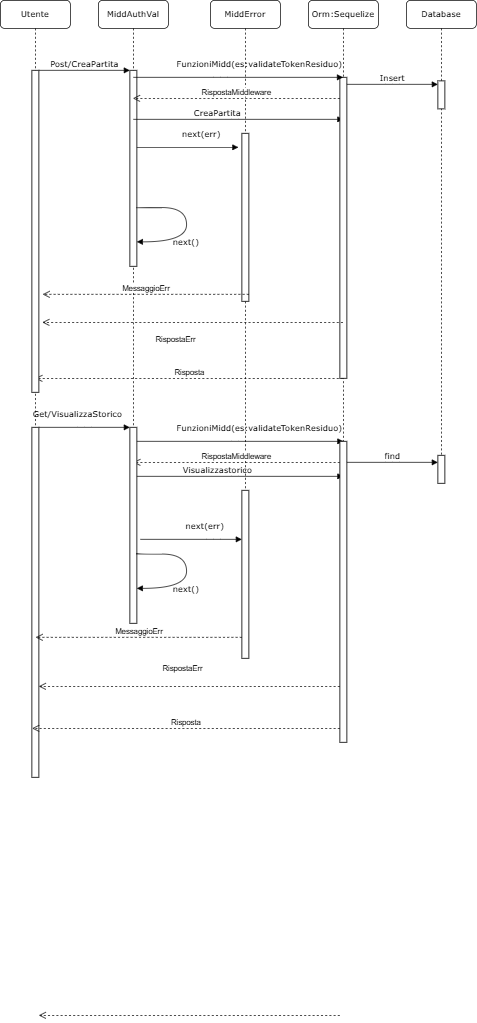 Utente
MiddAuthVal
MiddError
Orm:Sequelize
Database
Post/CreaPartita
FunzioniMidd(es:validateTokenResiduo)
Insert
RispostaMiddleware
CreaPartita
next(err)
next()
MessaggioErr
RispostaErr
Risposta
Get/VisualizzaStorico
FunzioniMidd(es:validateTokenResiduo)
RispostaMiddleware
find
Visualizzastorico
next(err)
next()
MessaggioErr
RispostaErr
Risposta